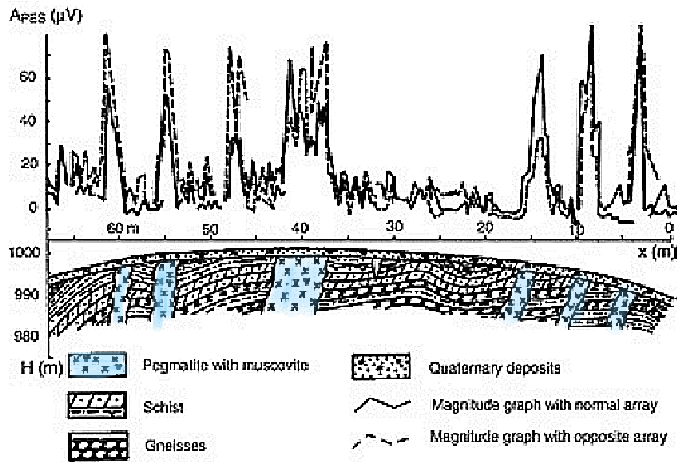 A_PES (µV)
60
40
20
0
60 m 50 40 30 20 10 0
x (m)
1000
990
980
H (m)
Pegmatite with muscovite
Schist
Gneisses
Quaternary deposits
Magnitude graph with normal array
Magnitude graph with opposite array